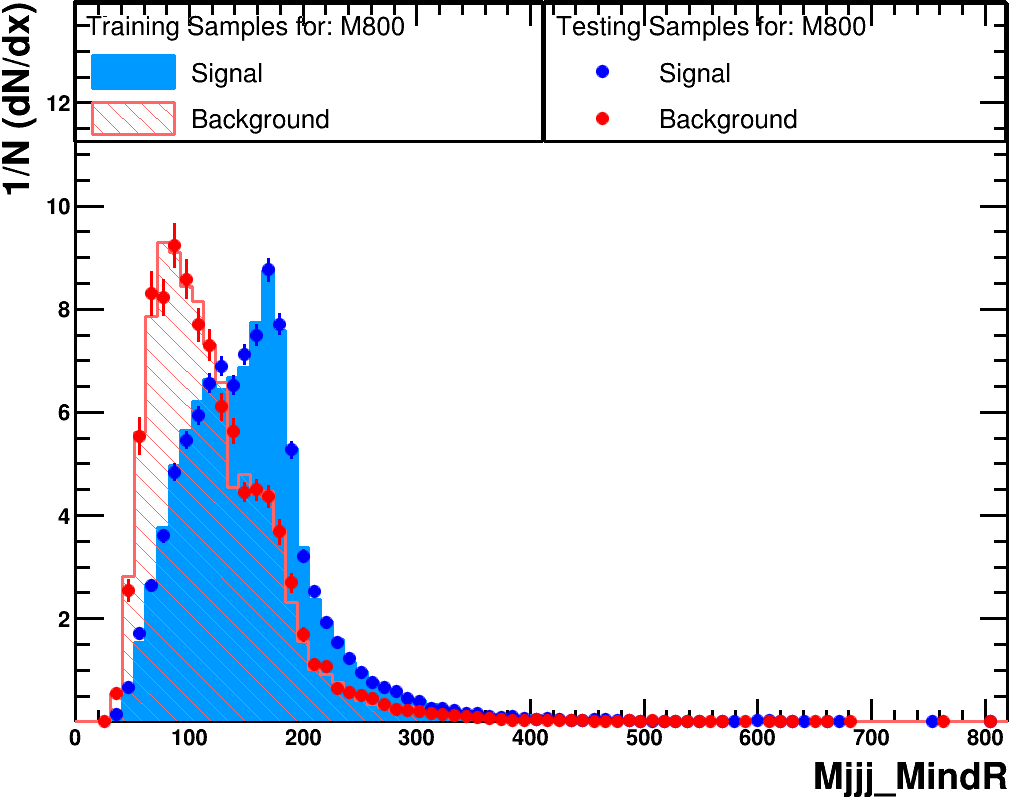 1/N (dN/dx)
Training Samples for: M800
Signal
Background
Testing Samples for: M800
Signal
Background
12
10
8
6
4
2
0 100 200 300 400 500 600 700 800
Mjjj_MindR